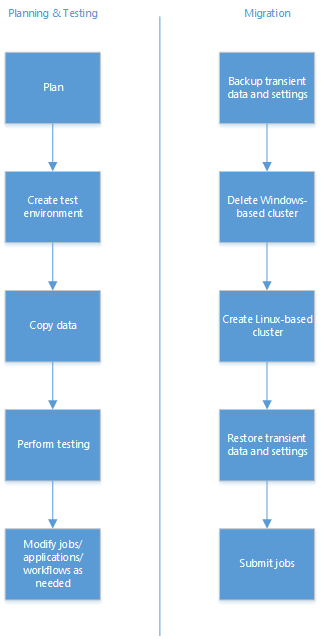 Planning & Testing
Plan
Create test
environment
Copy data
Perform testing
Modify jobs/
applications/
workflows as
needed
Migration
Backup transient
data and settings
Delete Windows-
based cluster
Create Linux-based
cluster
Restore transient
data and settings
Submit jobs